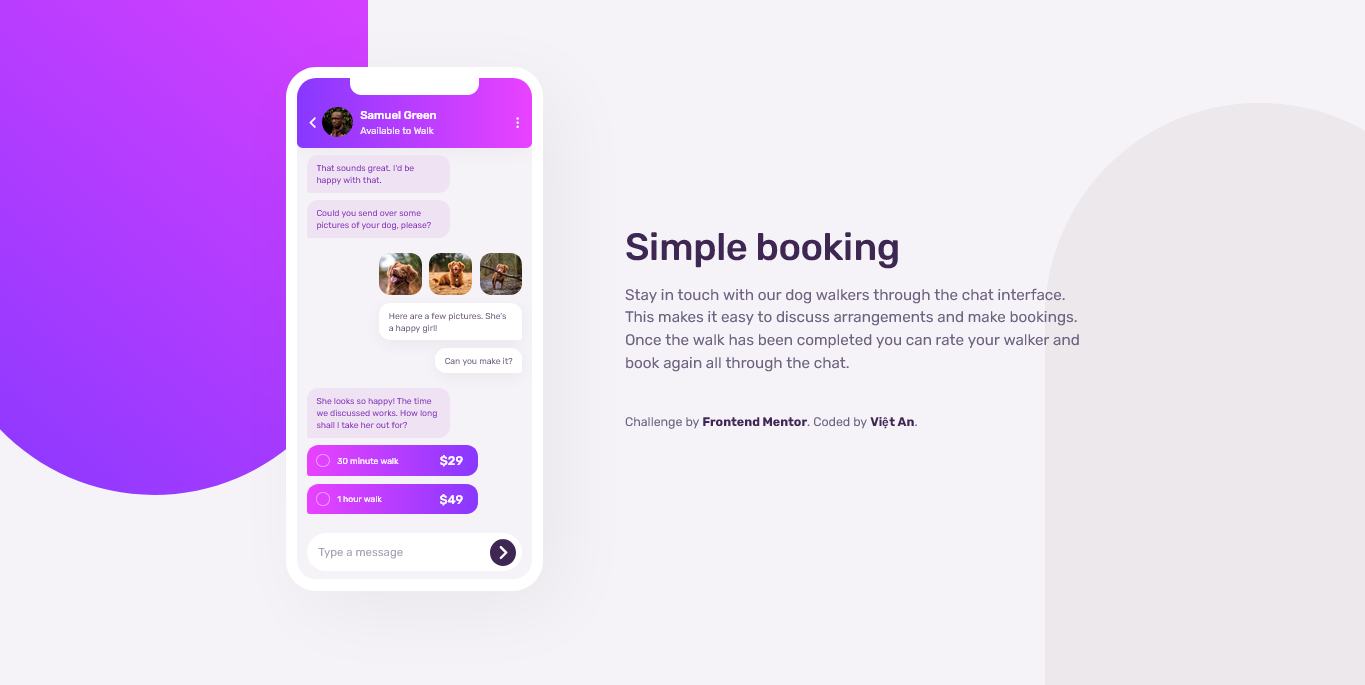 Samuel Green
Available to Walk
That sounds great. I'd be
happy with that.
Could you send over some
pictures of your dog, please?
Here are a few pictures. She's
a happy girl!
Can you make it?
She looks so happy! The time
we discussed works. How long
shall I take her out for?
30 minute walk $29
1 hour walk $49
Type a message
Simple booking
Stay in touch with our dog walkers through the chat interface.
This makes it easy to discuss arrangements and make bookings.
Once the walk has been completed you can rate your walker and
book again all through the chat.
Challenge by Frontend Mentor. Coded by Việt An.